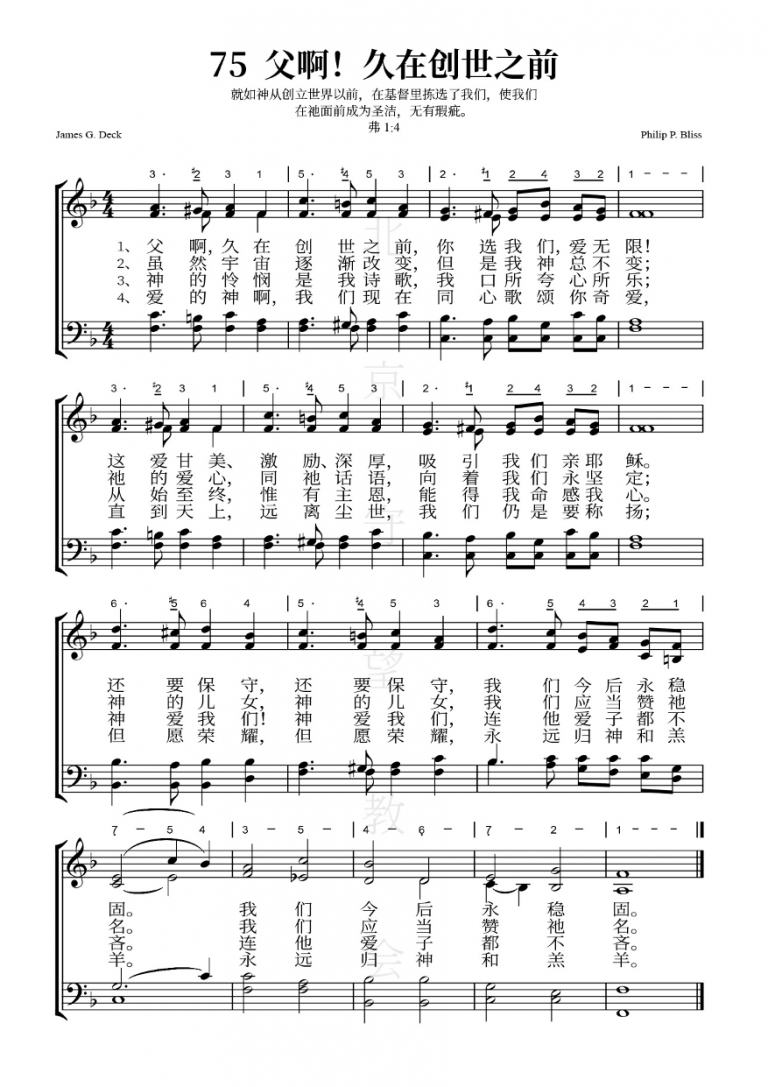 75 父啊！久在创世之前
就如神从创立世界以前，在基督里拣选了我们，使我们
在祂面前成为圣洁，无有瑕疵。
弗 1:4
James G. Deck
Philip P. Bliss
3 · #2 3 1 | 5 · #4 5 3 | 2 · #1 2 4 3 2 | 1 - - - |
1、父 啊，久 在 创 世 之 前，你 选 我 们，爱 无 限！
2、虽 然 宇 宙 逐 渐 改 变，但 是 我 神 总 不 变；
3、神 的 怜 悯 是 我 诗 歌，我 口 所 夸 心 所 乐；
4、爱 的 神 啊，我 们 现 在 同 心 歌 颂 你 奇 爱，
3 · #2 3 1 | 5 · #4 5 3 | 2 · #1 2 4 3 2 | 1 - - - |
这 爱 甘 美、激 励、深 厚，吸 引 我 们 亲 耶 稣。
祂 的 爱 心，同 祂 话 语，向 着 我 们 永 坚 定；
从 始 至 终，惟 有 主 恩，能 得 我 命 感 我 心。
直 到 天 上，远 离 尘 世，我 们 仍 是 要 称 扬；
6 · #5 6 4 | 5 · #4 5 3 | 6 · 5 4 3 2 1 |
还 要 保 守，还 要 保 守，我 们 今 后 永 稳
神 的 儿 女，神 的 儿 女，我 们 应 当 赞 祂
神 爱 我 们！神 爱 我 们，连 他 爱 子 都 不
但 愿 荣 耀，但 愿 荣 耀，永 远 归 神 和 羔
7 - 5 4 | 3 - 5 - | 4 - 6 - | 7 - 2 - | 1 - - - ‖
固。我 们 今 后 永 稳 固。
名。我 们 应 当 赞 祂 名。
吝。连 他 爱 子 都 不 吝。
羊。永 远 归 神 和 羔 羊。
北京守望教会